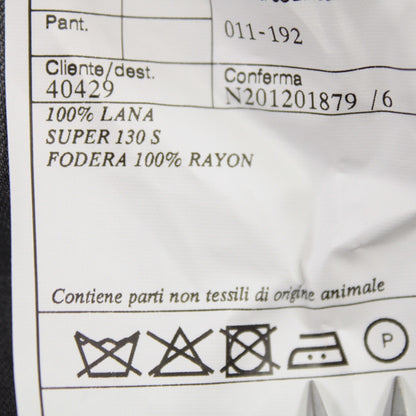 Pant.
011-192
Cliente/dest.
40429
Conferma
N201201879 /6
100% LANA
SUPER 130 S
FODERA 100% RAYON
Contiene parti non tessili di origine animale
P